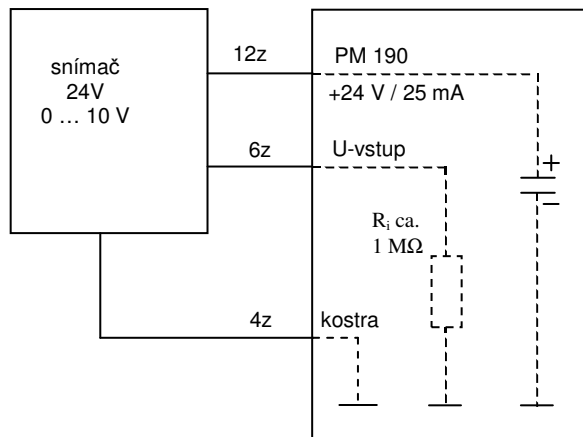 snímač
24V
0 … 10 V
12z
PM 190
+24 V / 25 mA
6z
U-vstup
+
−
Rᵢ ca.
1 MΩ
4z
kostra